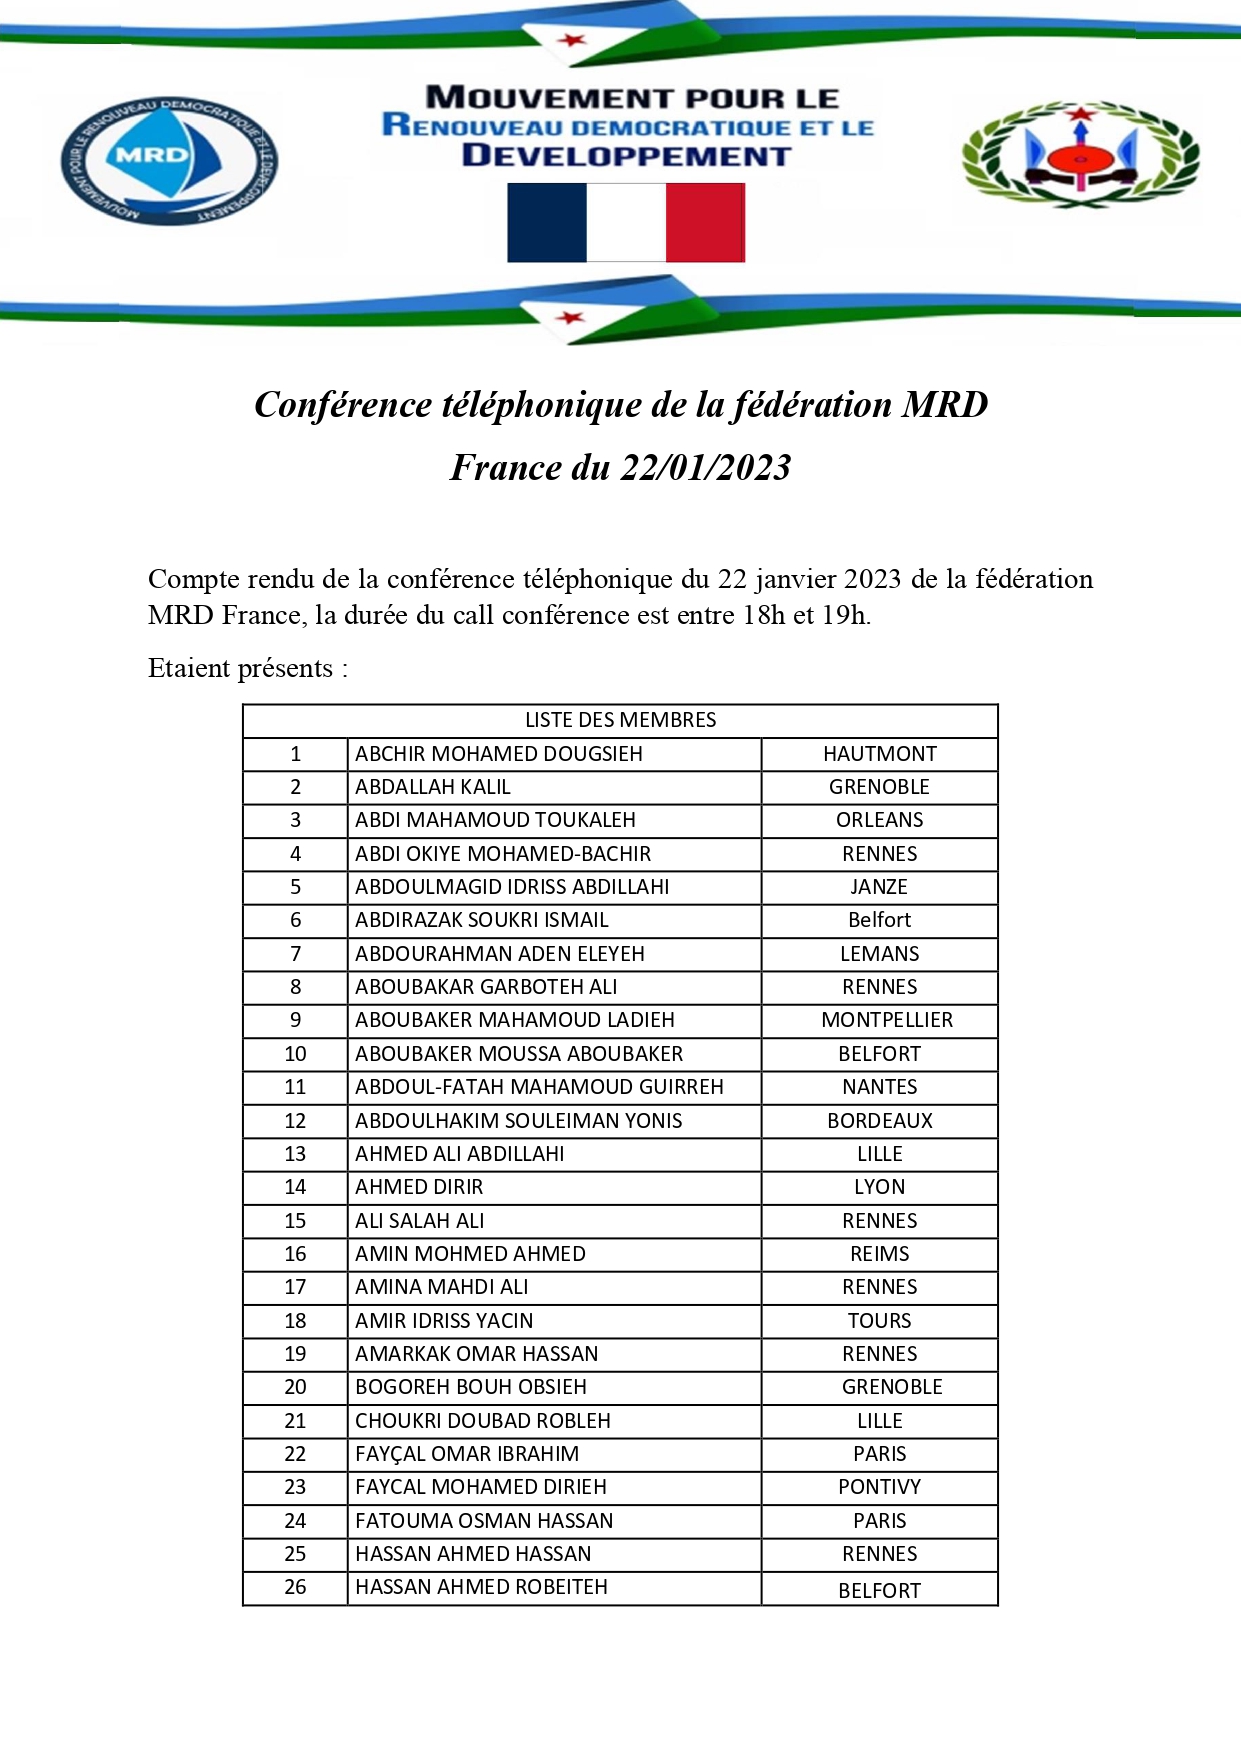 MOUVEMENT POUR LE
RENOUVEAU DEMOCRATIQUE ET LE
DEVELOPPEMENT
MOUVEMENT POUR LE RENOUVEAU DEMOCRATIQUE ET LE DEVELOPPEMENT
MRD
MOUVEMENT
Conférence téléphonique de la fédération MRD
France du 22/01/2023
Compte rendu de la conférence téléphonique du 22 janvier 2023 de la fédération
MRD France, la durée du call conférence est entre 18h et 19h.
Etaient présents :
LISTE DES MEMBRES
1 ABCHIR MOHAMED DOUGSIEH HAUTMONT
2 ABDALLAH KALIL GRENOBLE
3 ABDI MAHAMOUD TOUKALEH ORLEANS
4 ABDI OKIYE MOHAMED-BACHIR RENNES
5 ABDOULMAGID IDRISS ABDILLAHI JANZE
6 ABDIRAZAK SOUKRI ISMAIL Belfort
7 ABDOURAHMAN ADEN ELEYEH LEMANS
8 ABOUBAKAR GARBOTEH ALI RENNES
9 ABOUBAKER MAHAMOUD LADIEH MONTPELLIER
10 ABOUBAKER MOUSSA ABOUBAKER BELFORT
11 ABDOUL-FATAH MAHAMOUD GUIRREH NANTES
12 ABDOULHAKIM SOULEIMAN YONIS BORDEAUX
13 AHMED ALI ABDILLAHI LILLE
14 AHMED DIRIR LYON
15 ALI SALAH ALI RENNES
16 AMIN MOHMED AHMED REIMS
17 AMINA MAHDI ALI RENNES
18 AMIR IDRISS YACIN TOURS
19 AMARKAK OMAR HASSAN RENNES
20 BOGOREH BOUH OBSIEH GRENOBLE
21 CHOUKRI DOUBAD ROBLEH LILLE
22 FAYÇAL OMAR IBRAHIM PARIS
23 FAYCAL MOHAMED DIRIEH PONTIVY
24 FATOUMA OSMAN HASSAN PARIS
25 HASSAN AHMED HASSAN RENNES
26 HASSAN AHMED ROBEITEH BELFORT